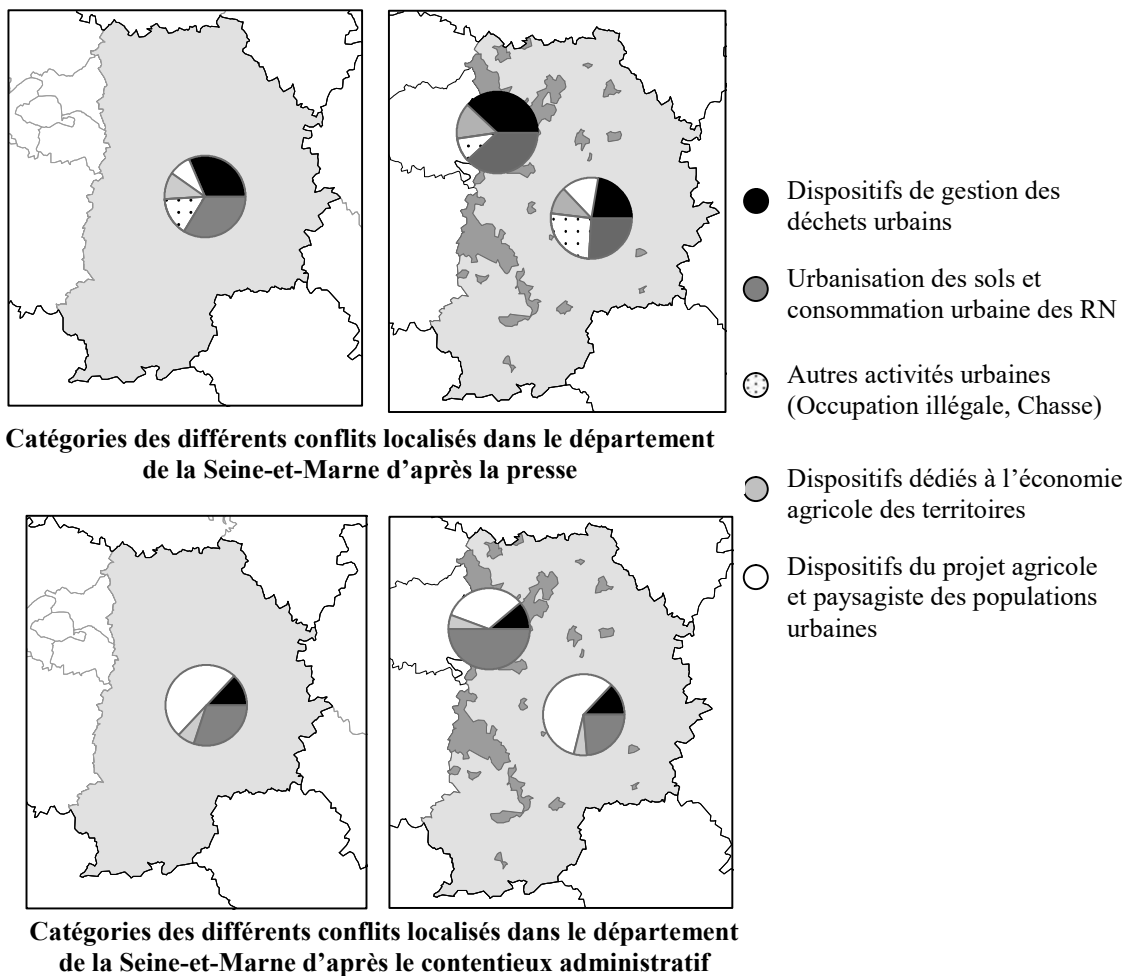 Dispositifs de gestion des
déchets urbains
Urbanisation des sols et
consommation urbaine des RN
Autres activités urbaines
(Occupation illégale, Chasse)
Dispositifs dédiés à l’économie
agricole des territoires
Dispositifs du projet agricole
et paysagiste des populations
urbaines
Catégories des différents conflits localisés dans le département
de la Seine-et-Marne d’après la presse
Catégories des différents conflits localisés dans le département
de la Seine-et-Marne d’après le contentieux administratif